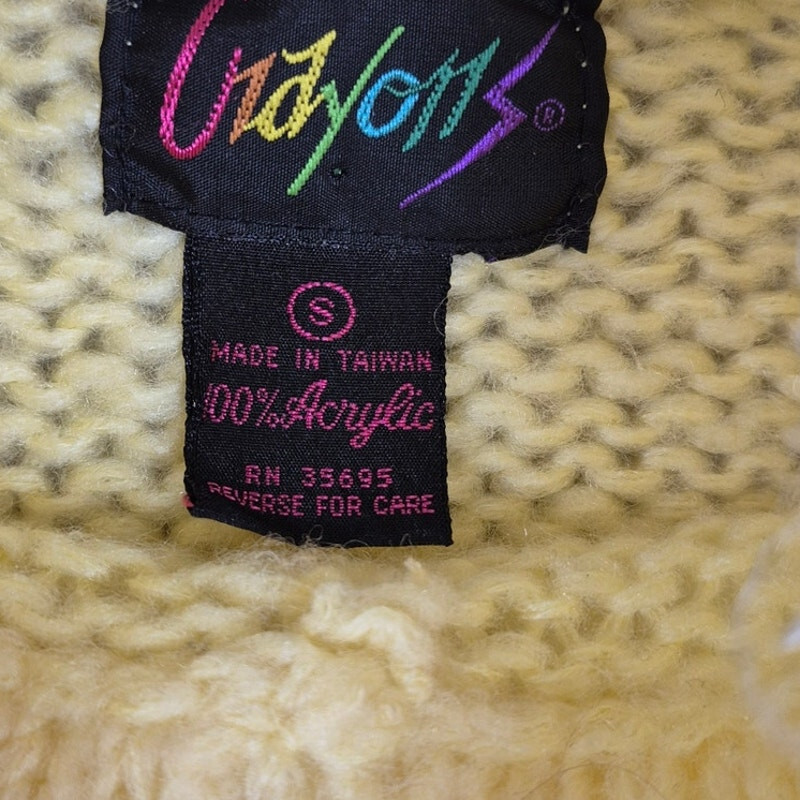 Crayons ®
S
MADE IN TAIWAN
100% Acrylic
RN 35695
REVERSE FOR CARE